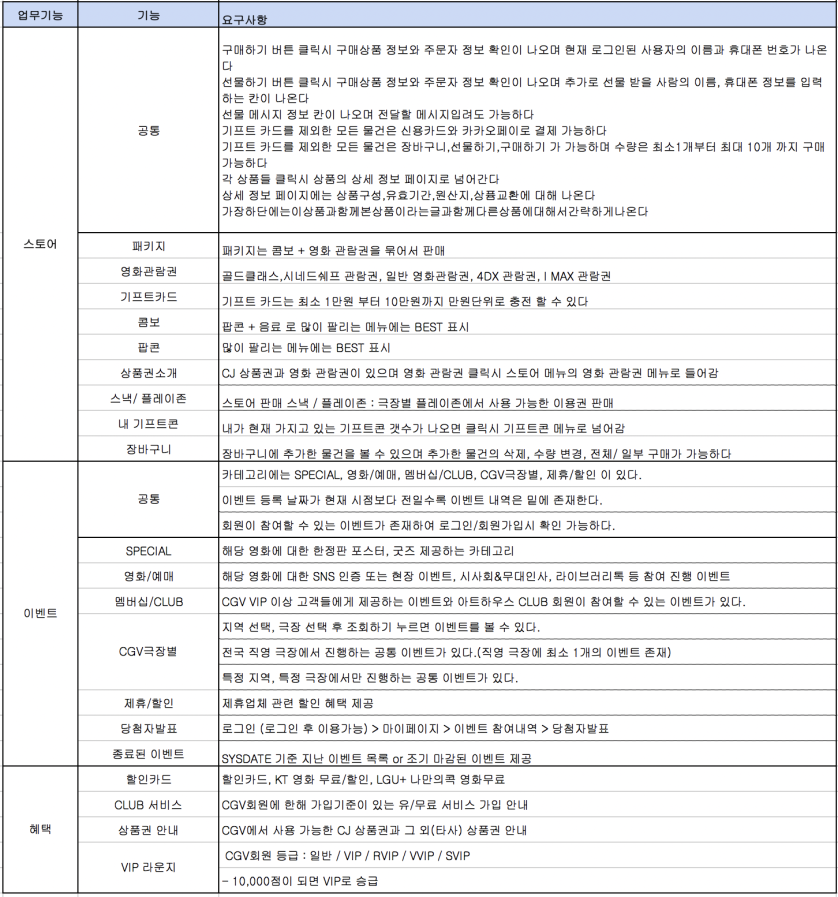 업무기능 기능 요구사항
구매하기 버튼 클릭시 구매상품 정보와 주문자 정보 확인이 나오며 현재 로그인된 사용자의 이름과 휴대폰 번호가 나온
다
선물하기 버튼 클릭시 구매상품 정보와 주문자 정보 확인이 나오며 추가로 선물 받을 사람의 이름, 휴대폰 정보를 입력
하는 칸이 나온다
선물 메시지 정보 칸이 나오며 전달할 메시지입려도 가능하다
공통 기프트 카드를 제외한 모든 물건은 신용카드와 카카오페이로 결제 가능하다
기프트 카드를 제외한 모든 물건은 장바구니,선물하기,구매하기 가 가능하며 수량은 최소1개부터 최대 10개 까지 구매
가능하다
각 상품들 클릭시 상품의 상세 정보 페이지로 넘어간다
상세 정보 페이지에는 상품구성,유효기간,원산지,상푬교환에 대해 나온다
가장하단에는이상품과함께본상품이라는글과함께다른상품에대해서간략하게나온다
스토어
패키지 패키지는 콤보 + 영화 관람권을 묶어서 판매
영화관람권 골드클래스,시네드쉐프 관람권, 일반 영화관람권, 4DX 관람권, I MAX 관람권
기프트카드 기프트 카드는 최소 1만원 부터 10만원까지 만원단위로 충전 할 수 있다
콤보 팝콘 + 음료 로 많이 팔리는 메뉴에는 BEST 표시
팝콘 많이 팔리는 메뉴에는 BEST 표시
상품권소개 CJ 상품권과 영화 관람권이 있으며 영화 관람권 클릭시 스토어 메뉴의 영화 관람권 메뉴로 들어감
스낵/ 플레이존 스토어 판매 스낵 / 플레이존 : 극장별 플레이존에서 사용 가능한 이용권 판매
내 기프트콘 내가 현재 가지고 있는 기프트콘 갯수가 나오면 클릭시 기프트콘 메뉴로 넘어감
장바구니 장바구니에 추가한 물건을 볼 수 있으며 추가한 물건의 삭제, 수량 변경, 전체/ 일부 구매가 가능하다
카테고리에는 SPECIAL, 영화/예매, 멤버십/CLUB, CGV극장별, 제휴/할인 이 있다.
공통 이벤트 등록 날짜가 현재 시점보다 전일수록 이벤트 내역은 밑에 존재한다.
회원이 참여할 수 있는 이벤트가 존재하여 로그인/회원가입시 확인 가능하다.
SPECIAL 해당 영화에 대한 한정판 포스터, 굿즈 제공하는 카테고리
영화/예매 해당 영화에 대한 SNS 인증 또는 현장 이벤트, 시사회&무대인사, 라이브러리톡 등 참여 진행 이벤트
이벤트 멤버십/CLUB CGV VIP 이상 고객들에게 제공하는 이벤트와 아트하우스 CLUB 회원이 참여할 수 있는 이벤트가 있다.
지역 선택, 극장 선택 후 조회하기 누르면 이벤트를 볼 수 있다.
CGV극장별 전국 직영 극장에서 진행하는 공통 이벤트가 있다.(직영 극장에 최소 1개의 이벤트 존재)
특정 지역, 특정 극장에서만 진행하는 공통 이벤트가 있다.
제휴/할인 제휴업체 관련 할인 혜택 제공
당첨자발표 로그인 (로그인 후 이용가능) > 마이페이지 > 이벤트 참여내역 > 당첨자발표
종료된 이벤트 SYSDATE 기준 지난 이벤트 목록 or 조기 마감된 이벤트 제공
할인카드 할인카드, KT 영화 무료/할인, LGU+ 나만의콕 영화무료
CLUB 서비스 CGV회원에 한해 가입기준이 있는 유/무료 서비스 가입 안내
혜택 상품권 안내 CGV에서 사용 가능한 CJ 상품권과 그 외(타사) 상품권 안내
VIP 라운지 CGV회원 등급 : 일반 / VIP / RVIP / VVIP / SVIP
- 10,000점이 되면 VIP로 승급